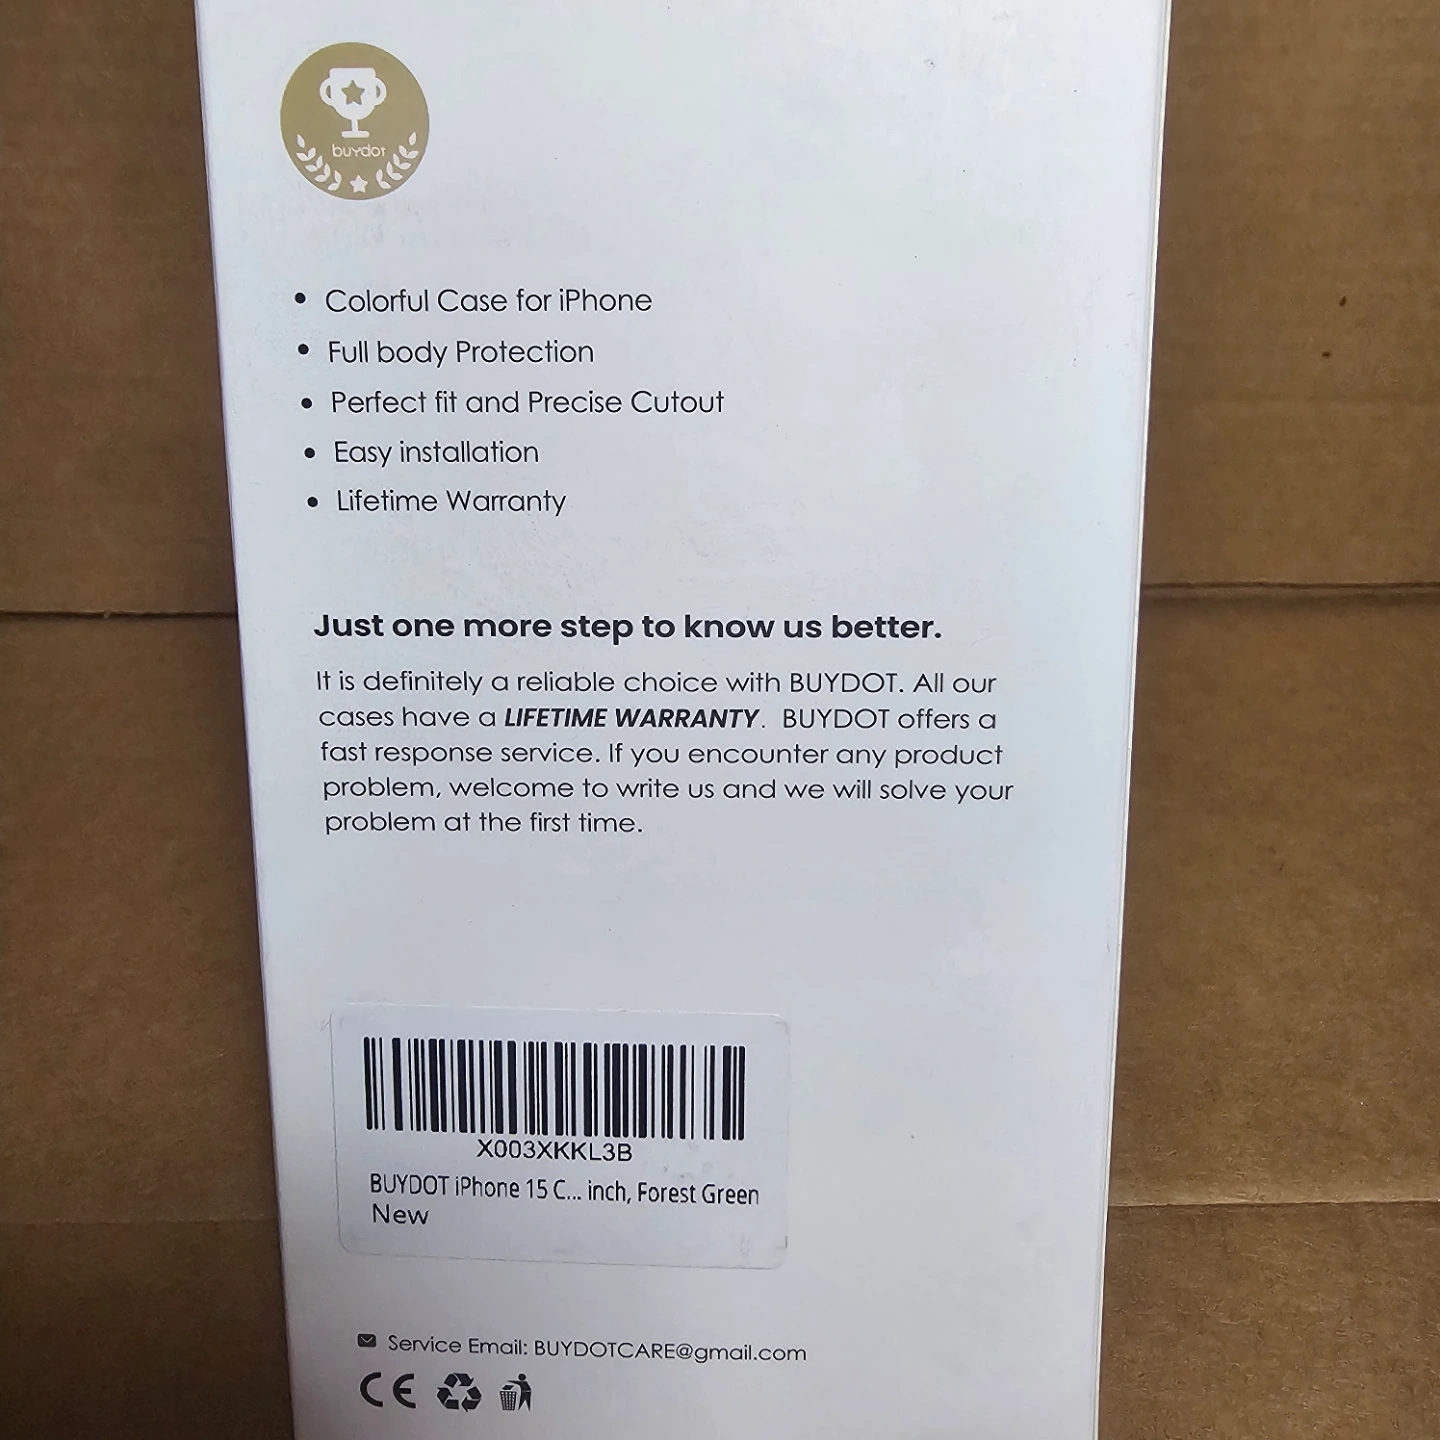 buydot
• Colorful Case for iPhone
• Full body Protection
• Perfect fit and Precise Cutout
• Easy installation
• Lifetime Warranty
Just one more step to know us better.
It is definitely a reliable choice with BUYDOT. All our
cases have a LIFETIME WARRANTY. BUYDOT offers a
fast response service. If you encounter any product
problem, welcome to write us and we will solve your
problem at the first time.
X003XKKL3B
BUYDOT iPhone 15 C... inch, Forest Green
New
Service Email: BUYDOTCARE@gmail.com
CE